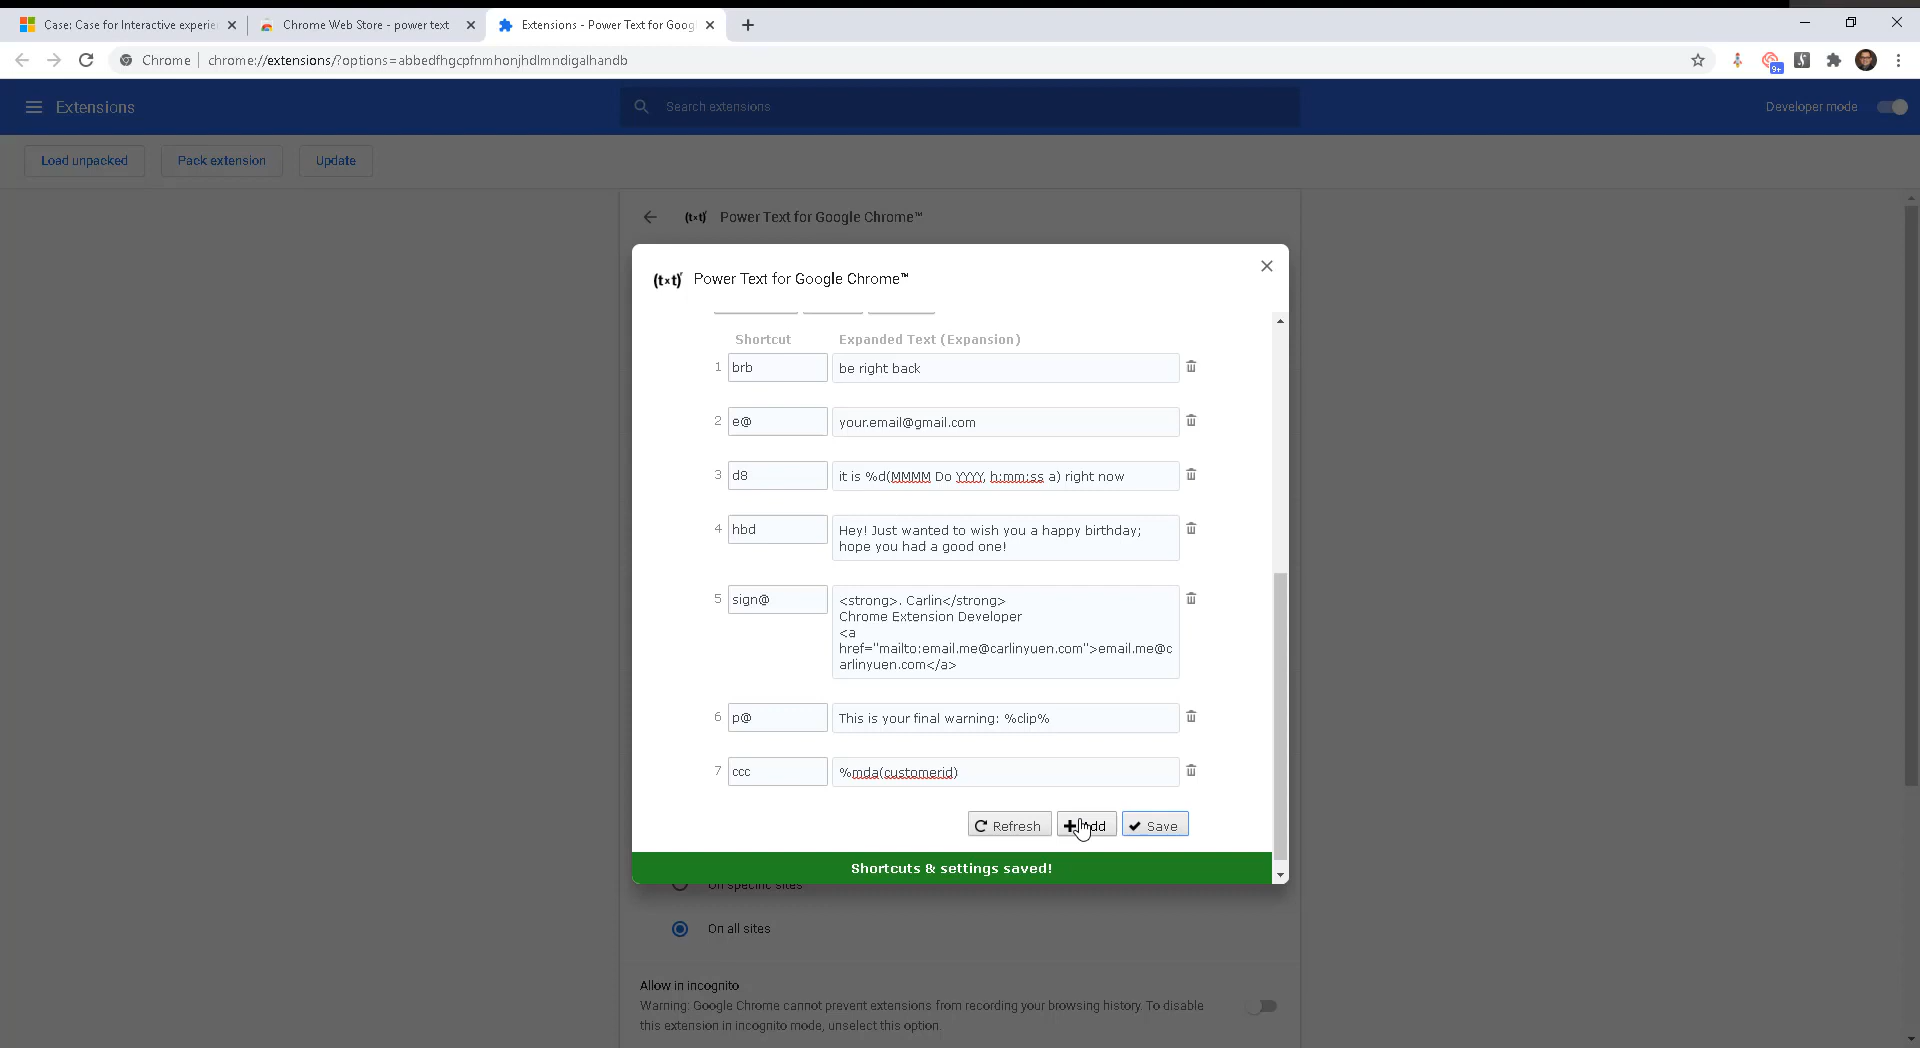 Case: Case for Interactive experie
Chrome Web Store - power text
Extensions - Power Text for Goog
Chrome
chrome://extensions/?options=abbedfhgcpfnmhonjhdlmndigalhandb
9+
Extensions
Search extensions
Developer mode
Load unpacked
Pack extension
Update
(txt) Power Text for Google Chrome™
(txt) Power Text for Google Chrome™
Shortcut
Expanded Text (Expansion)
1 brb
be right back
2 e@
your.email@gmail.com
3 d8
it is %d(MMMM Do YYYY, h:mm:ss a) right now
4 hbd
Hey! Just wanted to wish you a happy birthday;
hope you had a good one!
5 sign@
<strong>. Carlin</strong>
Chrome Extension Developer
<a
href="mailto:email.me@carlinyuen.com">email.me@c
arlinyuen.com</a>
6 p@
This is your final warning: %clip%
7 ccc
%mda(customerid)
Refresh
Add
Save
Shortcuts & settings saved!
On specific sites
On all sites
Allow in incognito
Warning: Google Chrome cannot prevent extensions from recording your browsing history. To disable
this extension in incognito mode, unselect this option.